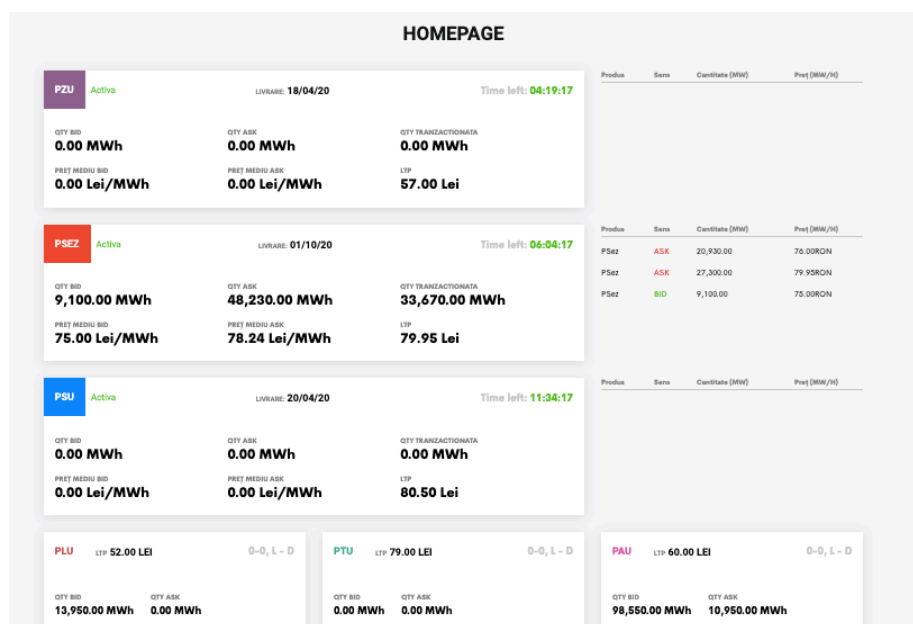 HOMEPAGE
PZU Activa LIVRARE: 18/04/20 Time left: 04:19:17
QTY BID QTY ASK QTY TRANZACTIONATA
0.00 MWh 0.00 MWh 0.00 MWh
PREȚ MEDIU BID PREȚ MEDIU ASK LTP
0.00 Lei/MWh 0.00 Lei/MWh 57.00 Lei
Produs Sens Cantitate (MW) Preț (MW/H)
PSEZ Activa LIVRARE: 01/10/20 Time left: 06:04:17
QTY BID QTY ASK QTY TRANZACTIONATA
9,100.00 MWh 48,230.00 MWh 33,670.00 MWh
PREȚ MEDIU BID PREȚ MEDIU ASK LTP
75.00 Lei/MWh 78.24 Lei/MWh 79.95 Lei
Produs Sens Cantitate (MW) Preț (MW/H)
PSez ASK 20,930.00 76.00RON
PSez ASK 27,300.00 79.95RON
PSez BID 9,100.00 75.00RON
PSU Activa LIVRARE: 20/04/20 Time left: 11:34:17
QTY BID QTY ASK QTY TRANZACTIONATA
0.00 MWh 0.00 MWh 0.00 MWh
PREȚ MEDIU BID PREȚ MEDIU ASK LTP
0.00 Lei/MWh 0.00 Lei/MWh 80.50 Lei
Produs Sens Cantitate (MW) Preț (MW/H)
PLU LTP 52.00 LEI 0-0, L - D
QTY BID QTY ASK
13,950.00 MWh 0.00 MWh
PTU LTP 79.00 LEI 0-0, L - D
QTY BID QTY ASK
0.00 MWh 0.00 MWh
PAU LTP 60.00 LEI 0-0, L - D
QTY BID QTY ASK
98,550.00 MWh 10,950.00 MWh